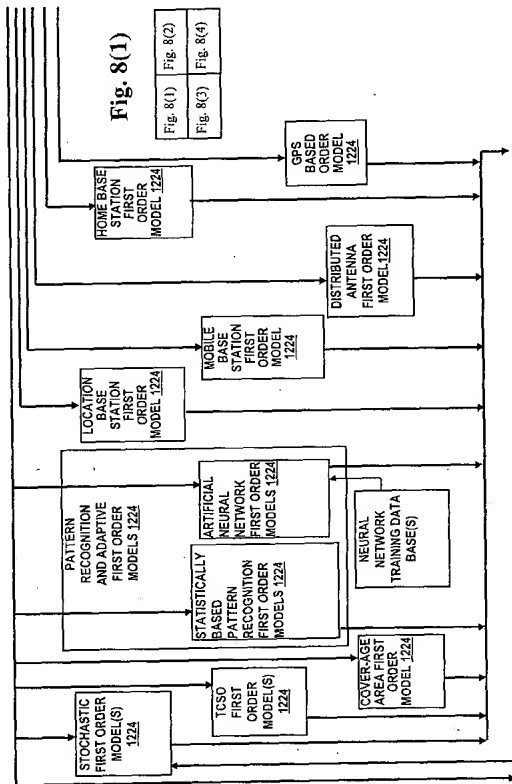 Fig. 8(1)
Fig. 8(1)
Fig. 8(2)
Fig. 8(3)
Fig. 8(4)
STOCHASTIC
FIRST ORDER
MODEL(S)
1224
TCSO
FIRST ORDER
MODEL(S)
1224
COVER-AGE
AREA FIRST
ORDER
MODEL 1224
PATTERN
RECOGNITION
AND ADAPTIVE
FIRST ORDER
MODELS 1224
STATISTICALLY
BASED
PATTERN
RECOGNITION
FIRST ORDER
MODELS 1224
ARTIFICIAL
NEURAL
NETWORK
FIRST ORDER
MODELS 1224
NEURAL
NETWORK
TRAINING DATA
BASE(S)
LOCATION
BASE
STATION
FIRST
ORDER
MODEL 1224
MOBILE
BASE
STATION
FIRST
ORDER
MODEL
1224
DISTRIBUTED
ANTENNA
FIRST ORDER
MODEL1224
HOME BASE
STATION
FIRST
ORDER
MODEL 1224
GPS
BASED
ORDER
MODEL
1224